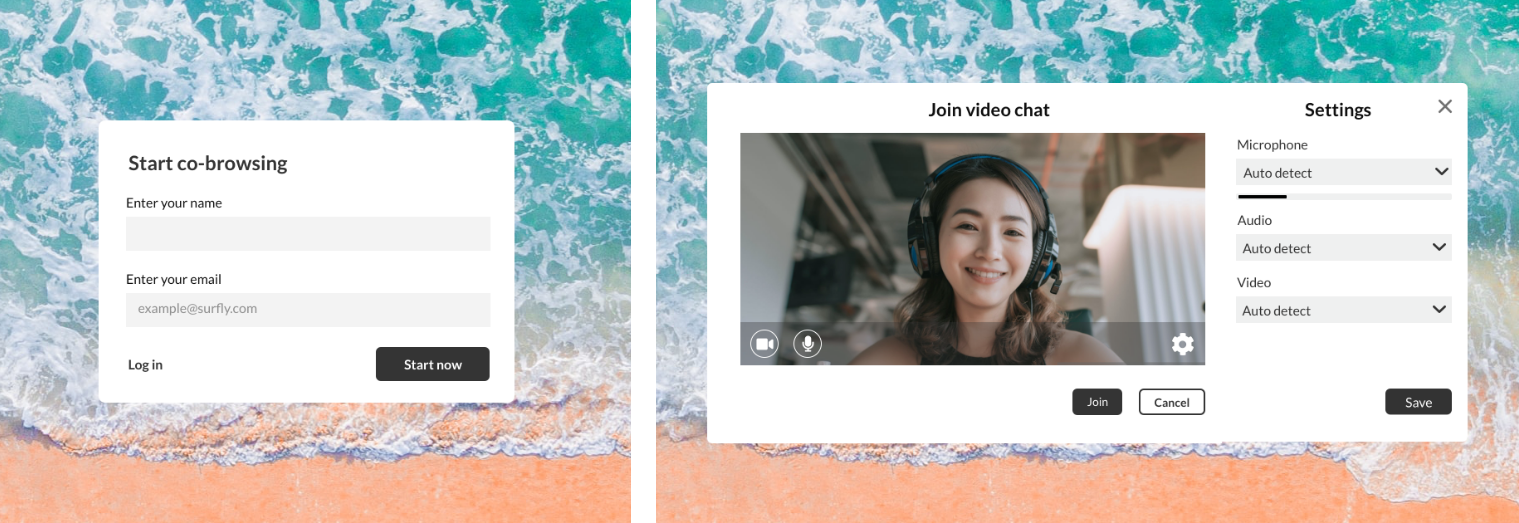 Start co-browsing
Enter your name
Enter your email
example@surfly.com
Log in
Start now
Join video chat
Settings
Microphone
Auto detect
Audio
Auto detect
Video
Auto detect
Join
Cancel
Save